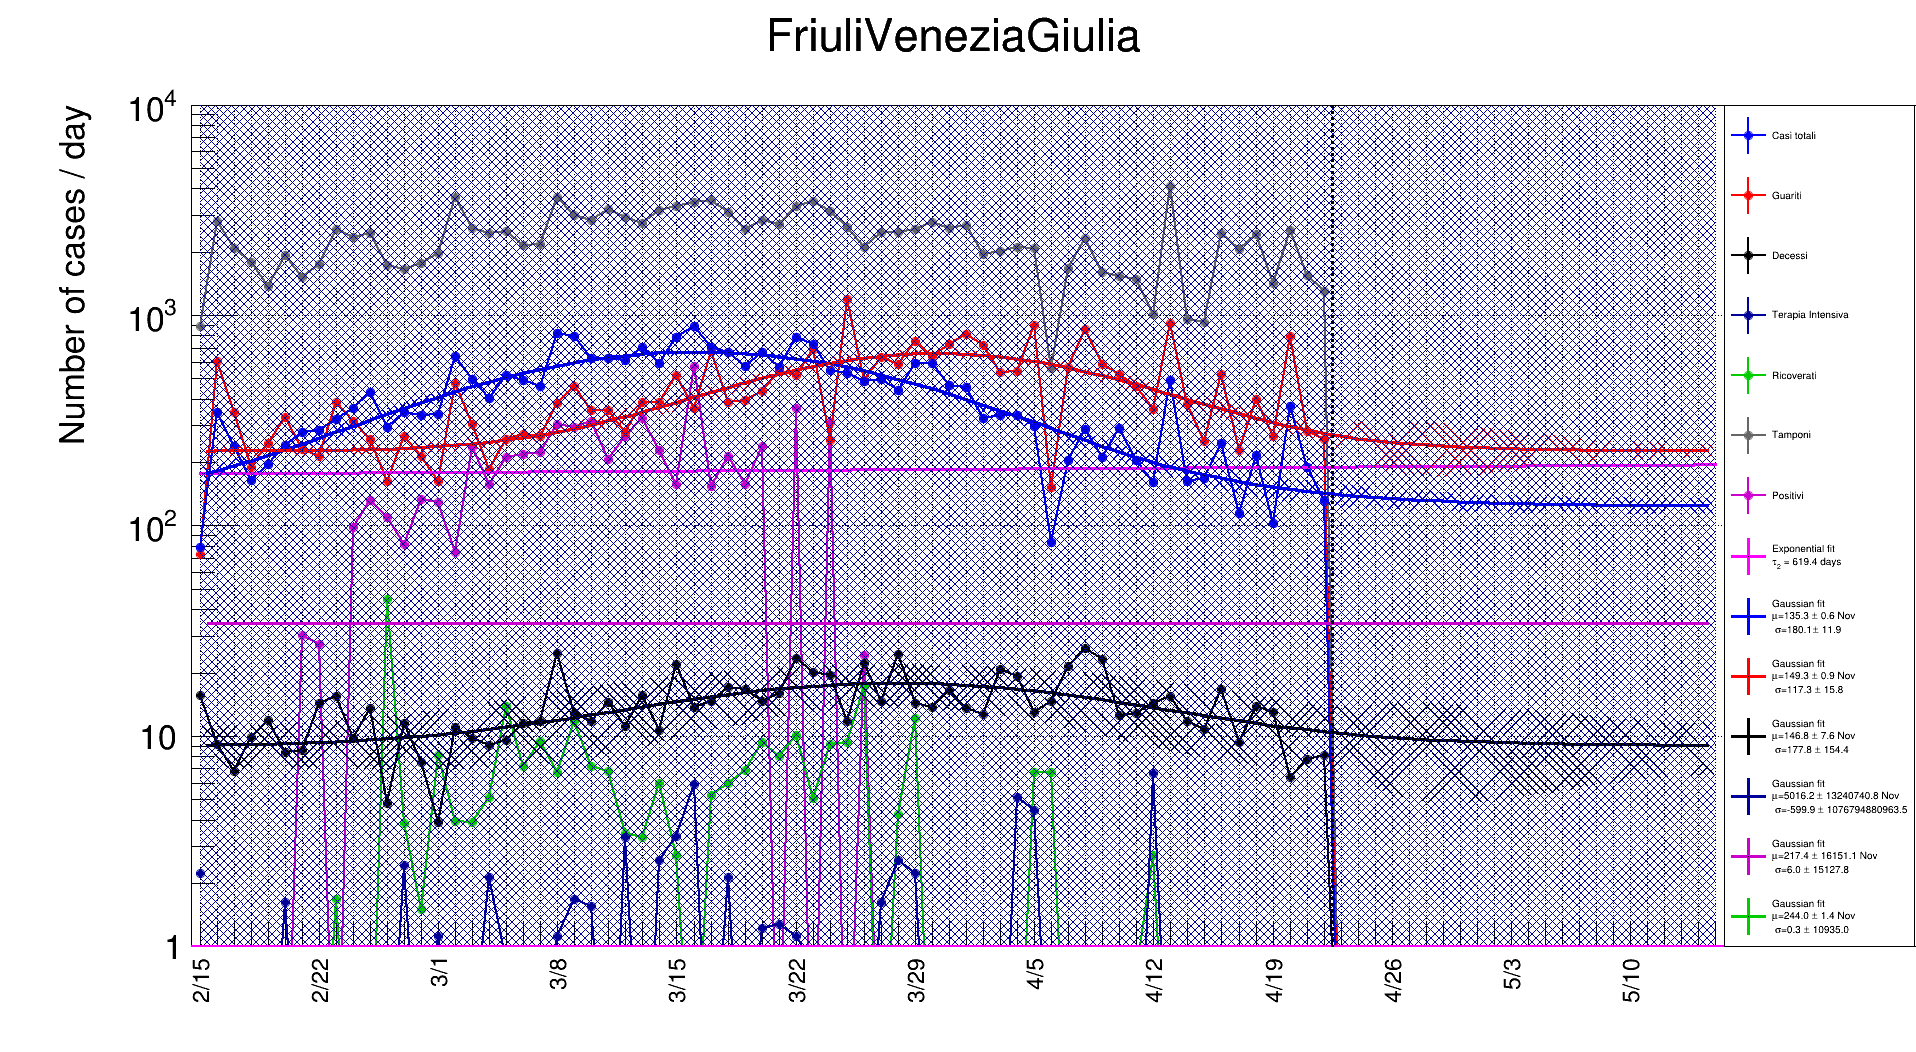 FriuliVeneziaGiulia
Number of cases / day
10⁴
10³
10²
10
1
2/15
2/22
3/1
3/8
3/15
3/22
3/29
4/5
4/12
4/19
4/26
5/3
5/10
Casi totali
Guariti
Decessi
Terapia Intensiva
Ricoverati
Tamponi
Positivi
Exponential fit
τ₂ = 619.4 days
Gaussian fit
μ=135.3 ± 0.6 Nov
σ=180.1 ± 11.9
Gaussian fit
μ=149.3 ± 0.9 Nov
σ=117.3 ± 15.8
Gaussian fit
μ=146.8 ± 7.6 Nov
σ=177.8 ± 154.4
Gaussian fit
μ=5016.2 ± 13240740.8 Nov
σ=-599.9 ± 1076794880963.5
Gaussian fit
μ=217.4 ± 16151.1 Nov
σ=6.0 ± 15127.8
Gaussian fit
μ=244.0 ± 1.4 Nov
σ=0.3 ± 10935.0